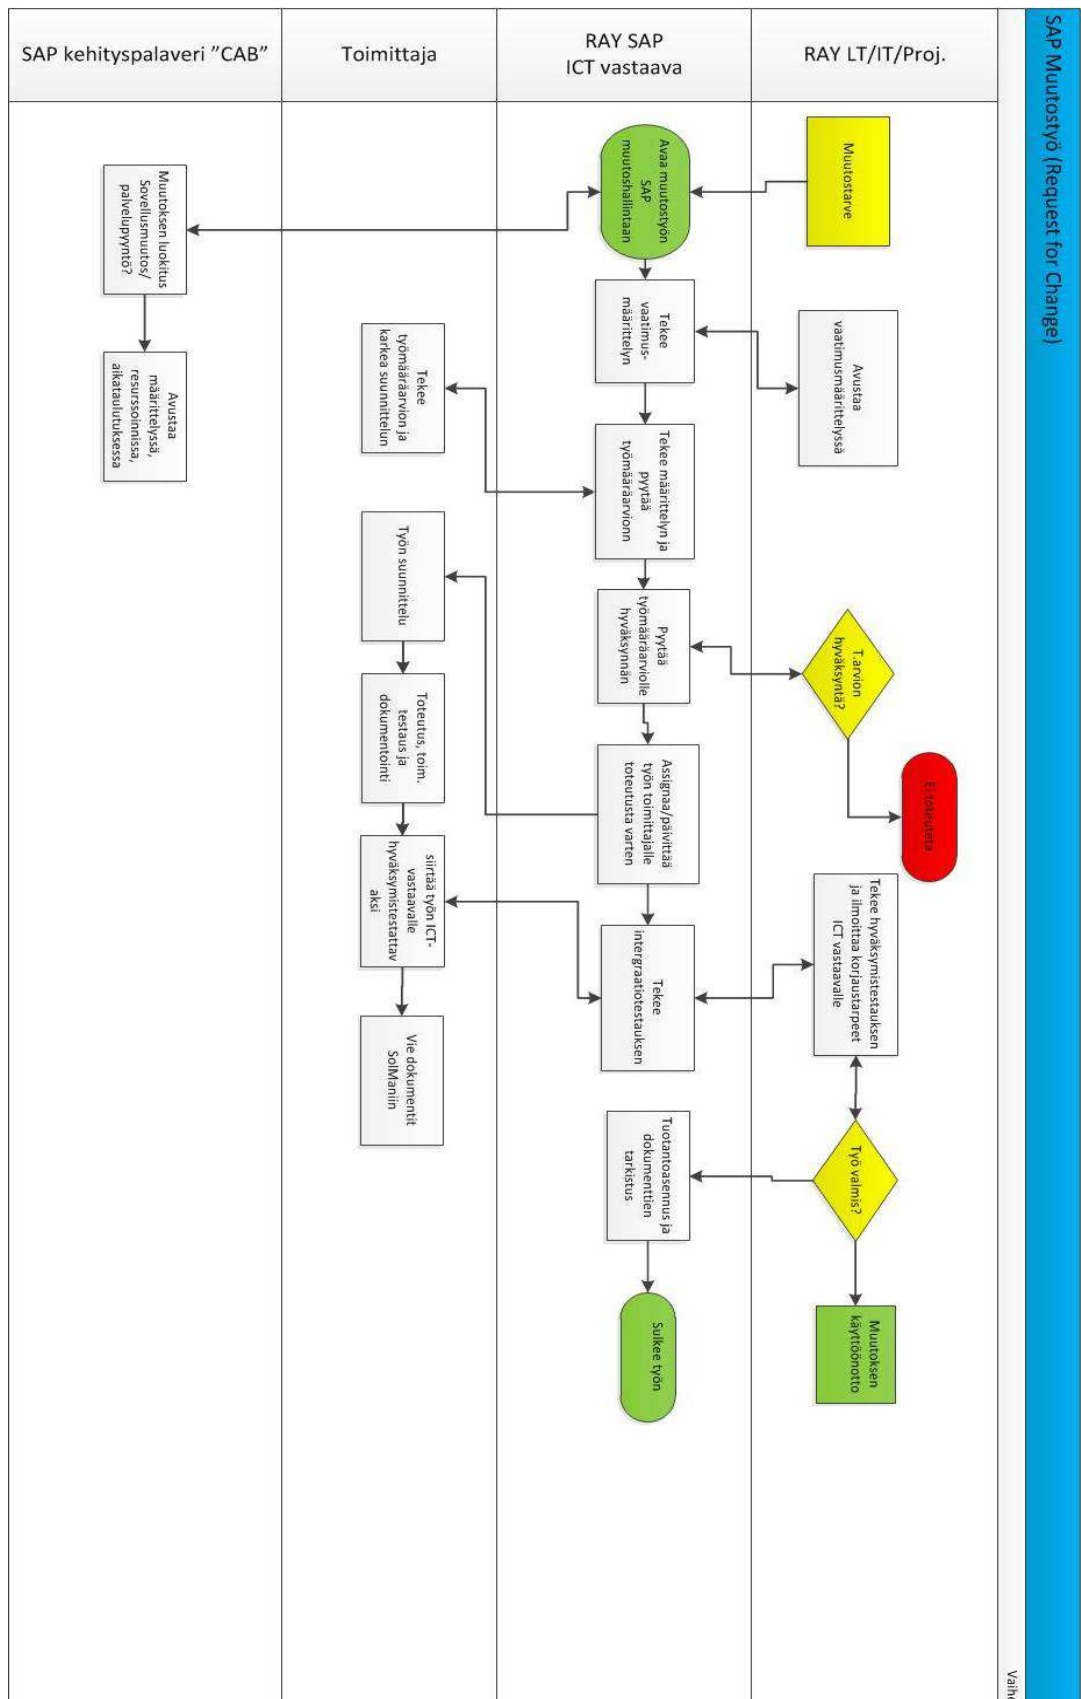 SAP Muutostyö (Request for Change)
RAY LT/IT/Proj.
Muutostarve
Avustaa
vaatimusmäärittelyssä
T.arvion
hyväksyntä?
Ei toteuteta
Tekee hyväksymistestauksen
ja ilmoittaa korjaustarpeet
ICT vastaavalle
Työ valmis?
Muutoksen
käyttöönotto
RAY SAP
ICT vastaava
Avaa muutostyön
SAP
muutoshallintaan
Tekee
vaatimus-
määrittelyn
Tekee määrittelyn ja
pyytää
työmääräarvionn
Pyytää
työmääräarviolle
hyväksynnän
Assignaa/päivittää
työn toimittajalle
toteutusta varten
Tekee
intergraatiotestauksen
Tuotantoasennus ja
dokumenttien
tarkistus
Sulkee työn
Toimittaja
Tekee
työmääräarvion ja
karkea suunnittelun
Työn suunnittelu
Toteutus, toim.
testaus ja
dokumentointi
siirtää työn ICT-
vastaavalle
hyväksymistestattav
aksi
Vie dokumentit
SolManiin
SAP kehityspalaveri ”CAB”
Muutoksen luokitus
Sovellusmuutos/
palvelupyyntö?
Avustaa
määrittelyssä,
resurssoinnissa,
aikataulutuksessa